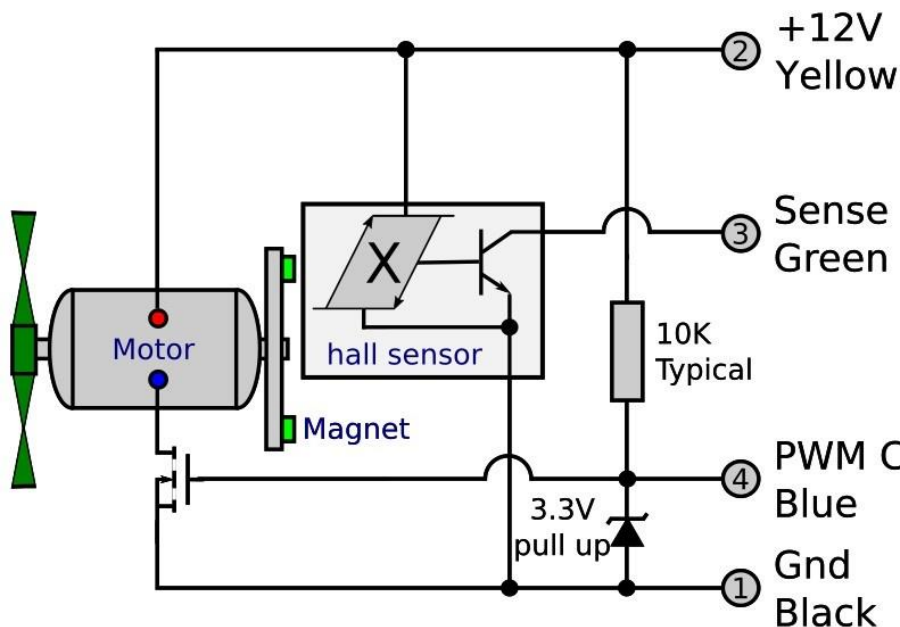 +12V
Yellow
2
Sense
Green
3
X
hall sensor
Motor
Magnet
10K
Typical
PWM C
Blue
4
3.3V
pull up
Gnd
Black
1